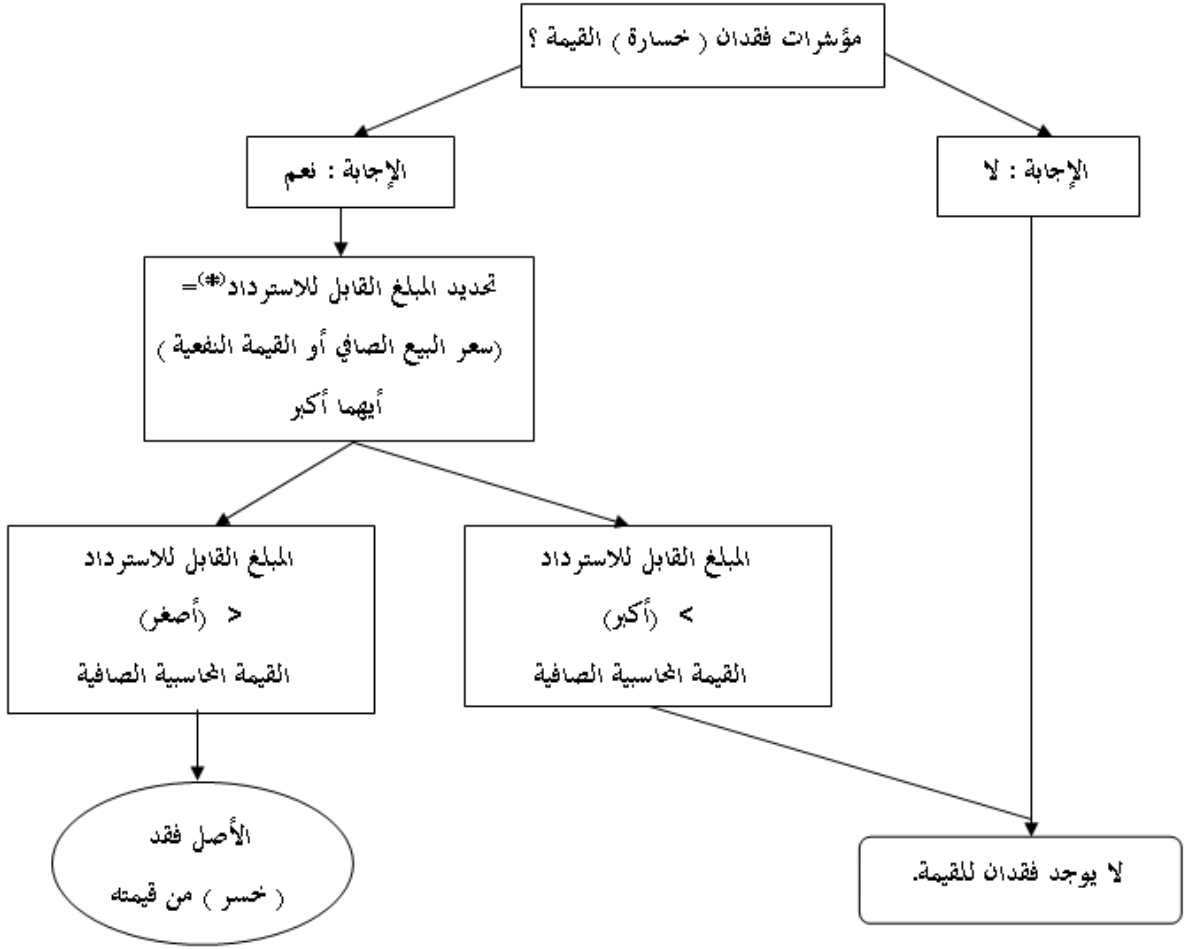 مؤشرات فقدان ( خسارة ) القيمة ؟
الإجابة : لا
الإجابة : نعم
تحديد المبلغ القابل للاسترداد(*)=
(سعر البيع الصافي أو القيمة النفعية )
أيهما أكبر
المبلغ القابل للاسترداد
> (أكبر)
القيمة المحاسبية الصافية
المبلغ القابل للاسترداد
< (أصغر)
القيمة المحاسبية الصافية
الأصل فقد
( خسر ) من قيمته
لا يوجد فقدان للقيمة.